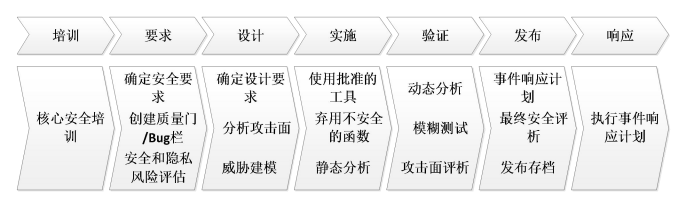 培训
要求
设计
实施
验证
发布
响应
核心安全培
训
确定安全要
求
创建质量门
/Bug栏
安全和隐私
风险评估
确定设计要
求
分析攻击面
威胁建模
使用批准的
工具
弃用不安全
的函数
静态分析
动态分析
模糊测试
攻击面评析
事件响应计
划
最终安全评
析
发布存档
执行事件响
应计划